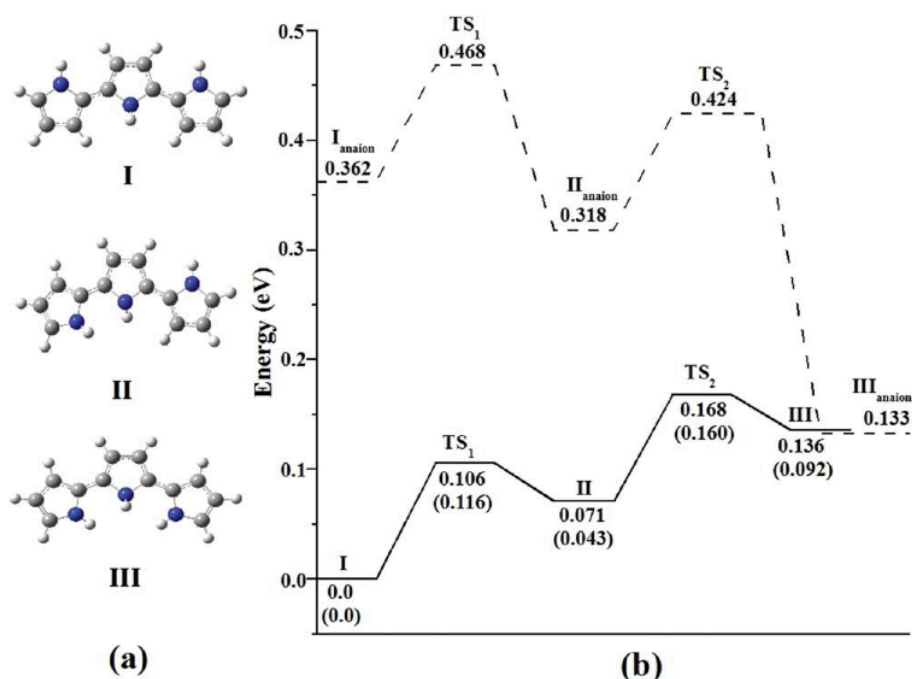 I
II
III
(a)
Energy (eV)
0.5
0.4
0.3
0.2
0.1
0.0
TS1
0.468
TS2
0.424
Ianaion
0.362
IIanaion
0.318
IIIanaion
0.133
TS2
0.168
(0.160)
III
0.136
(0.092)
TS1
0.106
(0.116)
II
0.071
(0.043)
I
0.0
(0.0)
(b)